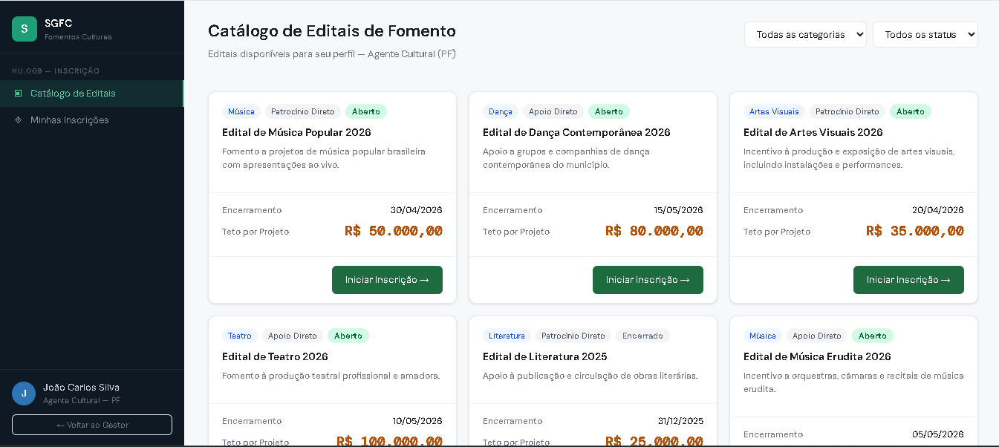 SGFC
Fomentos Culturais
HU.009 — INSCRIÇÃO
Catálogo de Editais
Minhas Inscrições
João Carlos Silva
J
Agente Cultural — PF
← Voltar ao Gestor
S
Catálogo de Editais de Fomento
Editais disponíveis para seu perfil — Agente Cultural (PF)
Todas as categorias
Todos os status
Música Patrocínio Direto Aberto
Edital de Música Popular 2026
Fomento a projetos de música popular brasileira
com apresentações ao vivo.
Encerramento 30/04/2026
Teto por Projeto R$ 50.000,00
Iniciar Inscrição →
Dança Apoio Direto Aberto
Edital de Dança Contemporânea 2026
Apoio a grupos e companhias de dança
contemporânea do município.
Encerramento 15/05/2026
Teto por Projeto R$ 80.000,00
Iniciar Inscrição →
Artes Visuais Patrocínio Direto Aberto
Edital de Artes Visuais 2026
Incentivo à produção e exposição de artes visuais,
incluindo instalações e performances.
Encerramento 20/04/2026
Teto por Projeto R$ 35.000,00
Iniciar Inscrição →
Teatro Apoio Direto Aberto
Edital de Teatro 2026
Fomento à produção teatral profissional e amadora.
Encerramento 10/05/2026
Teto por Projeto R$ 100.000,00
Literatura Patrocínio Direto Encerrado
Edital de Literatura 2025
Apoio à publicação e circulação de obras literárias.
Encerramento 31/12/2025
Teto por Projeto R$ 25.000,00
Música Apoio Direto Aberto
Edital de Música Erudita 2026
Incentivo a orquestras, câmaras e recitais de música
erudita.
Encerramento 05/05/2026